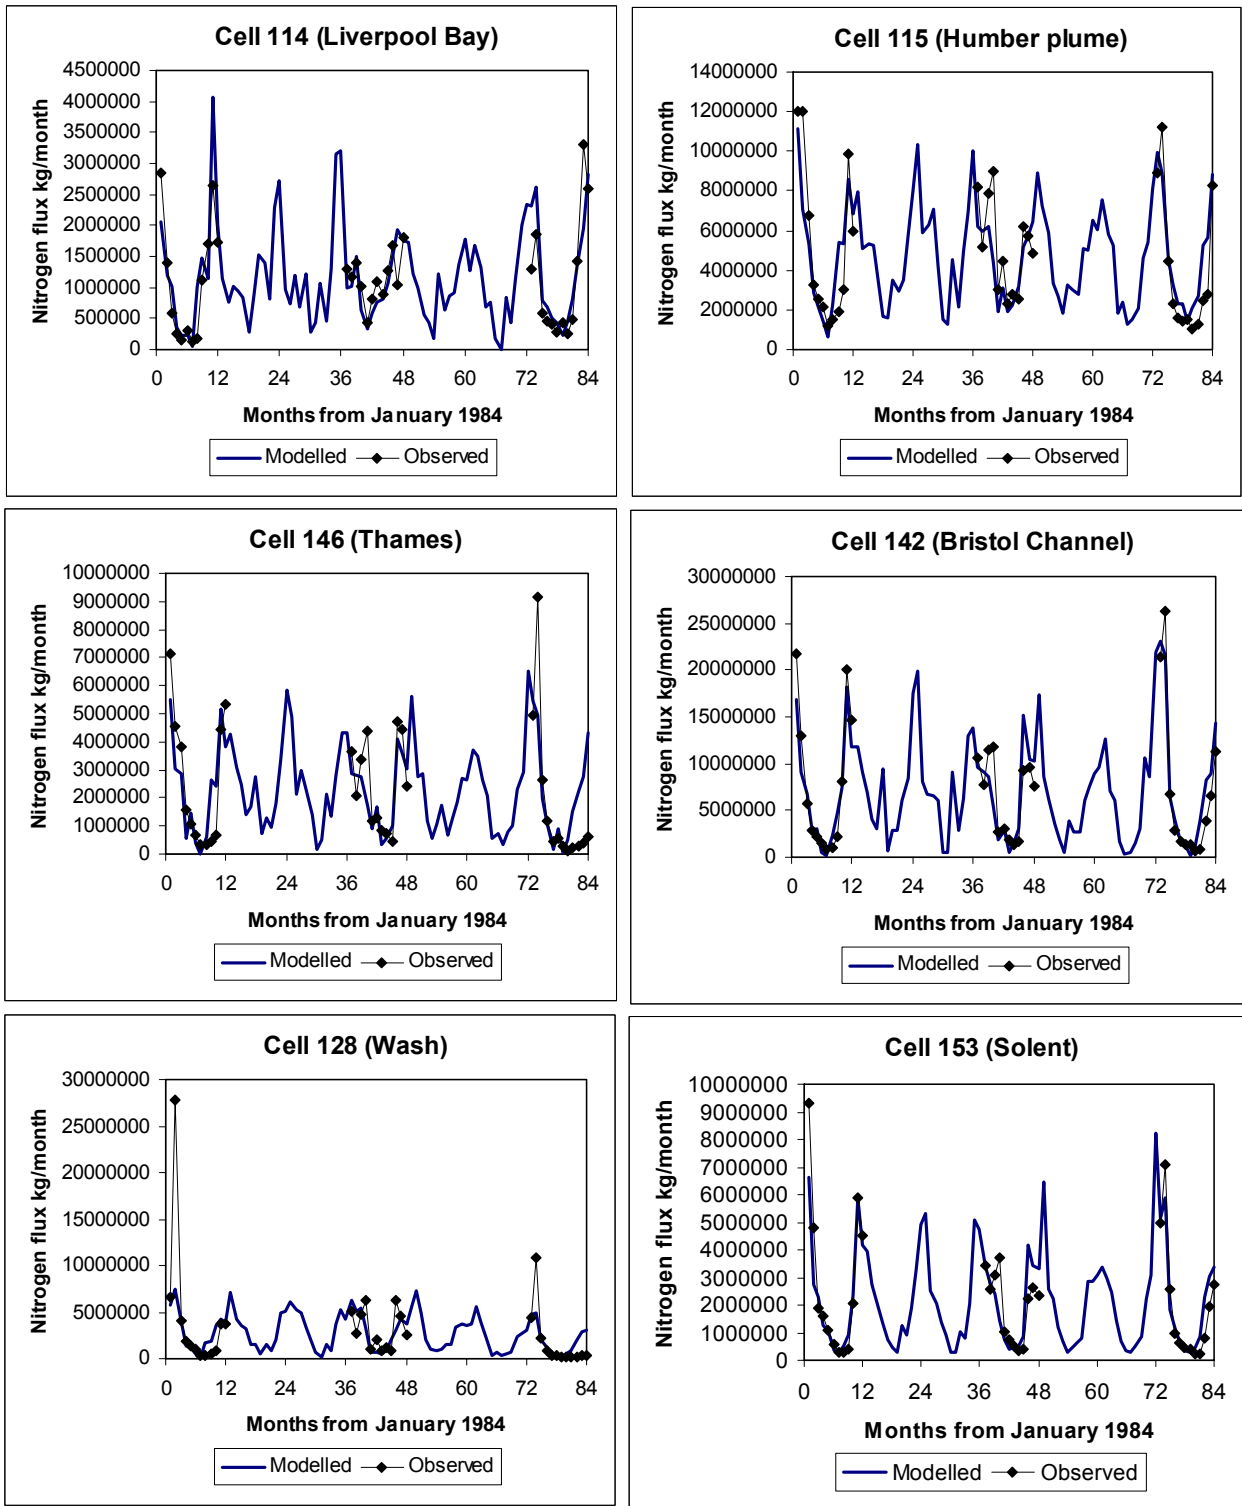 Cell 114 (Liverpool Bay)
4500000
4000000
3500000
3000000
2500000
2000000
1500000
1000000
500000
0
Nitrogen flux kg/month
0 12 24 36 48 60 72 84
Months from January 1984
Modelled Observed
Cell 115 (Humber plume)
14000000
12000000
10000000
8000000
6000000
4000000
2000000
0
Nitrogen flux kg/month
0 12 24 36 48 60 72 84
Months from January 1984
Modelled Observed
Cell 146 (Thames)
10000000
9000000
8000000
7000000
6000000
5000000
4000000
3000000
2000000
1000000
0
Nitrogen flux kg/month
0 12 24 36 48 60 72 84
Months from January 1984
Modelled Observed
Cell 142 (Bristol Channel)
30000000
25000000
20000000
15000000
10000000
5000000
0
Nitrogen flux kg/month
0 12 24 36 48 60 72 84
Months from January 1984
Modelled Observed
Cell 128 (Wash)
30000000
25000000
20000000
15000000
10000000
5000000
0
Nitrogen flux kg/month
0 12 24 36 48 60 72 84
Months from January 1984
Modelled Observed
Cell 153 (Solent)
10000000
9000000
8000000
7000000
6000000
5000000
4000000
3000000
2000000
1000000
0
Nitrogen flux kg/month
0 12 24 36 48 60 72 84
Months from January 1984
Modelled Observed